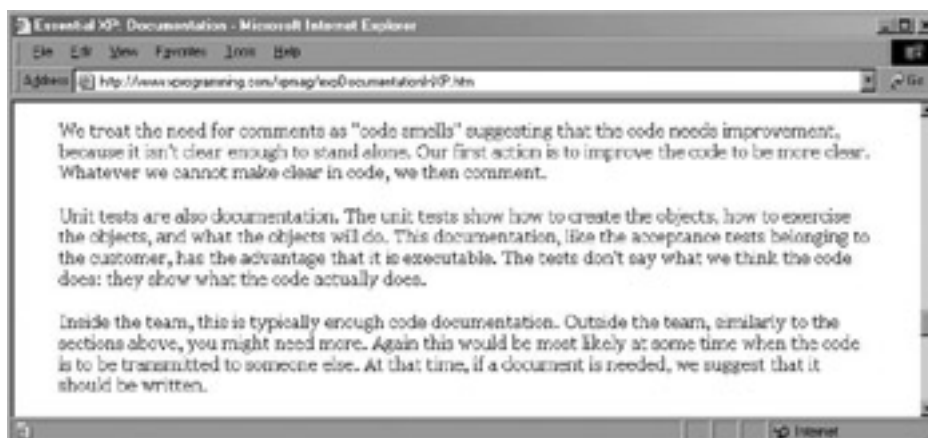 Essential XP: Documentation - Microsoft Internet Explorer
File Edit View Favorites Tools Help
Address http://www.xprogramming.com/xpmag/expDocumentationInXP.htm Go
We treat the need for comments as "code smells" suggesting that the code needs improvement,
because it isn't clear enough to stand alone. Our first action is to improve the code to be more clear.
Whatever we cannot make clear in code, we then comment.
Unit tests are also documentation. The unit tests show how to create the objects, how to exercise
the objects, and what the objects will do. This documentation, like the acceptance tests belonging to
the customer, has the advantage that it is executable. The tests don't say what we think the code
does: they show what the code actually does.
Inside the team, this is typically enough code documentation. Outside the team, similarly to the
sections above, you might need more. Again this would be most likely at some time when the code
is to be transmitted to someone else. At that time, if a document is needed, we suggest that it
should be written.
Internet